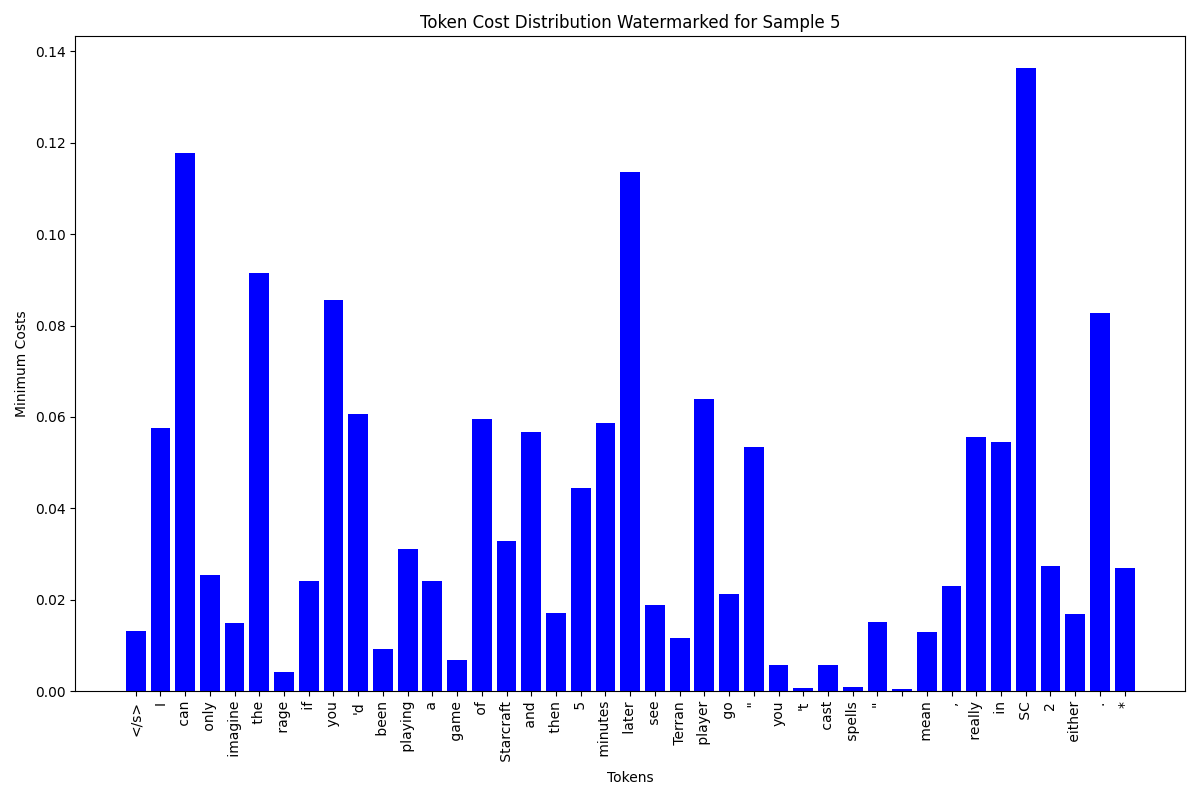 Token Cost Distribution Watermarked for Sample 5
Minimum Costs
0.14
0.12
0.10
0.08
0.06
0.04
0.02
0.00
</s>
I
can
only
imagine
the
rage
if
you
'd
been
playing
a
game
of
Starcraft
and
then
5
minutes
later
see
Terran
player
go
"
you
't
cast
spells
"
mean
,
really
in
SC
2
either
.
*
Tokens